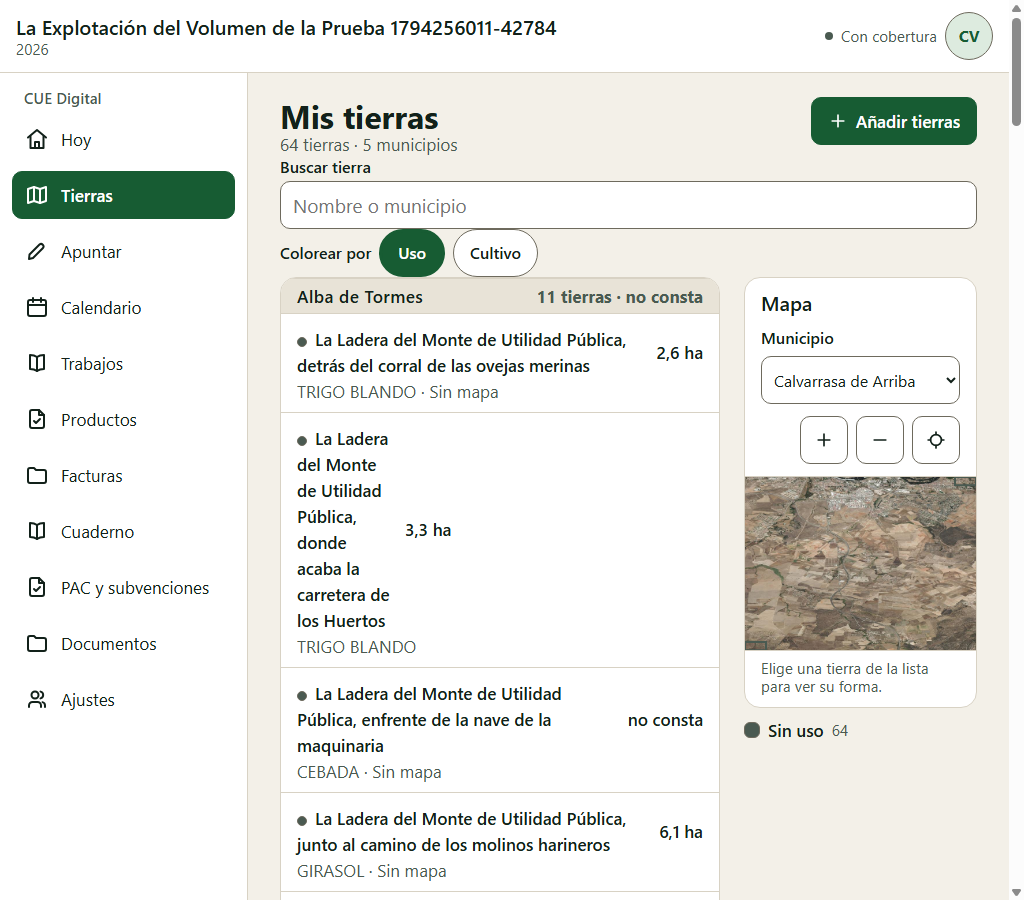 La Explotación del Volumen de la Prueba 1794256011-42784
2026
Con cobertura
CV
CUE Digital
Hoy
Tierras
Apuntar
Calendario
Trabajos
Productos
Facturas
Cuaderno
PAC y subvenciones
Documentos
Ajustes
Mis tierras
64 tierras · 5 municipios
+ Añadir tierras
Buscar tierra
Nombre o municipio
Colorear por
Uso
Cultivo
Alba de Tormes
11 tierras · no consta
La Ladera del Monte de Utilidad Pública,
detrás del corral de las ovejas merinas
2,6 ha
TRIGO BLANDO · Sin mapa
La Ladera
del Monte
de Utilidad
Pública,
donde
acaba la
carretera de
los Huertos
3,3 ha
TRIGO BLANDO
La Ladera del Monte de Utilidad
Pública, enfrente de la nave de la
maquinaria
no consta
CEBADA · Sin mapa
La Ladera del Monte de Utilidad Pública,
junto al camino de los molinos harineros
6,1 ha
GIRASOL · Sin mapa
Mapa
Municipio
Calvarrasa de Arriba
+
−
Elige una tierra de la lista
para ver su forma.
Sin uso 64